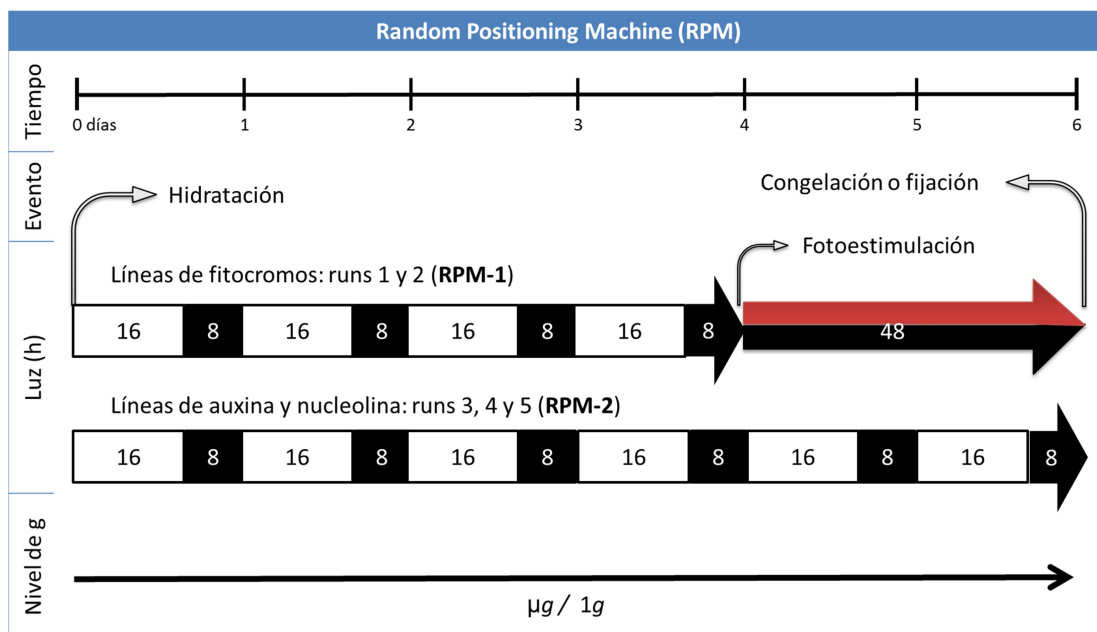 Random Positioning Machine (RPM)
Tiempo
0 días 1 2 3 4 5 6
Evento
Hidratación
Congelación o fijación
Fotoestimulación
Luz (h)
Líneas de fitocromos: runs 1 y 2 (RPM-1)
16 8 16 8 16 8 16 8 48
Líneas de auxina y nucleolina: runs 3, 4 y 5 (RPM-2)
16 8 16 8 16 8 16 8 16 8 16 8
Nivel de g
µg / 1g